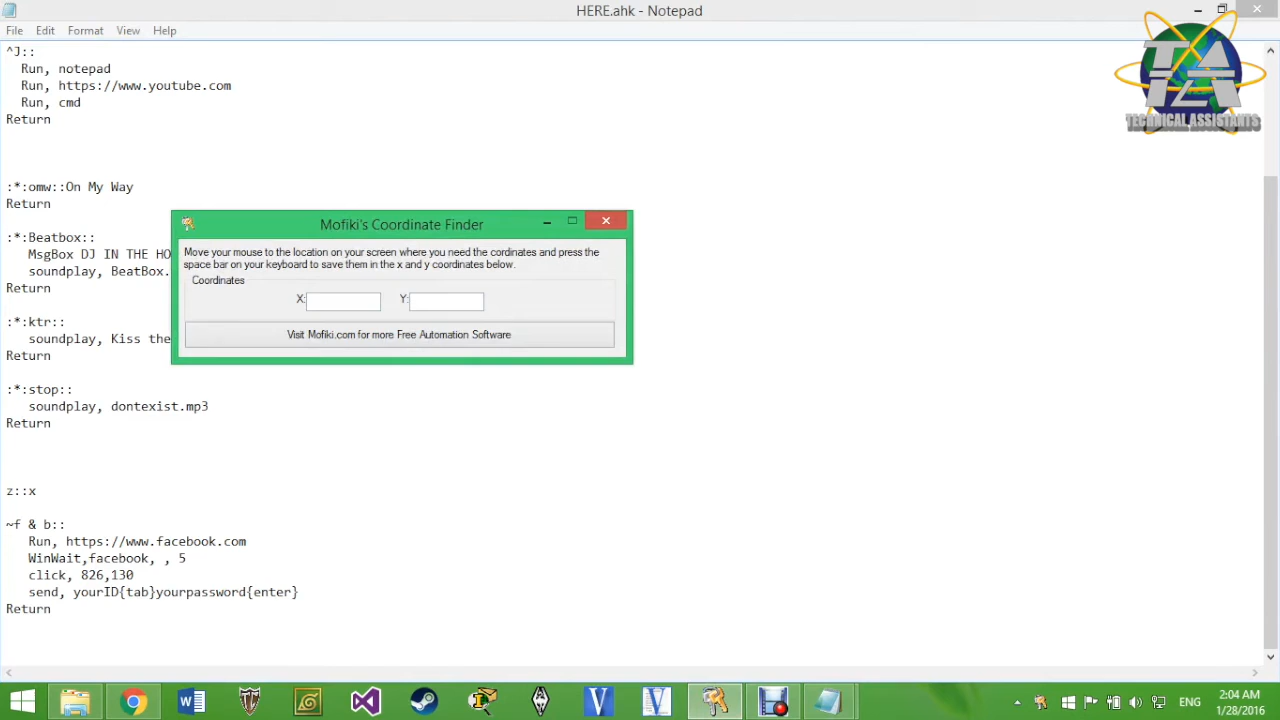 HERE.ahk - Notepad
File Edit Format View Help
^J::
Run, notepad
Run, https://www.youtube.com
Run, cmd
Return
:*:omw::On My Way
Return
:*:Beatbox::
MsgBox DJ IN THE HO
soundplay, BeatBox.
Return
:*:ktr::
soundplay, Kiss the
Return
:*:stop::
soundplay, dontexist.mp3
Return
z::x
~f & b::
Run, https://www.facebook.com
WinWait,facebook, , 5
click, 826,130
send, yourID{tab}yourpassword{enter}
Return
Mofiki's Coordinate Finder
Move your mouse to the location on your screen where you need the cordinates and press the
space bar on your keyboard to save them in the x and y coordinates below.
Coordinates
X: Y:
Visit Mofiki.com for more Free Automation Software
TA
TECHNICAL ASSISTANTS
ENG
2:04 AM
1/28/2016